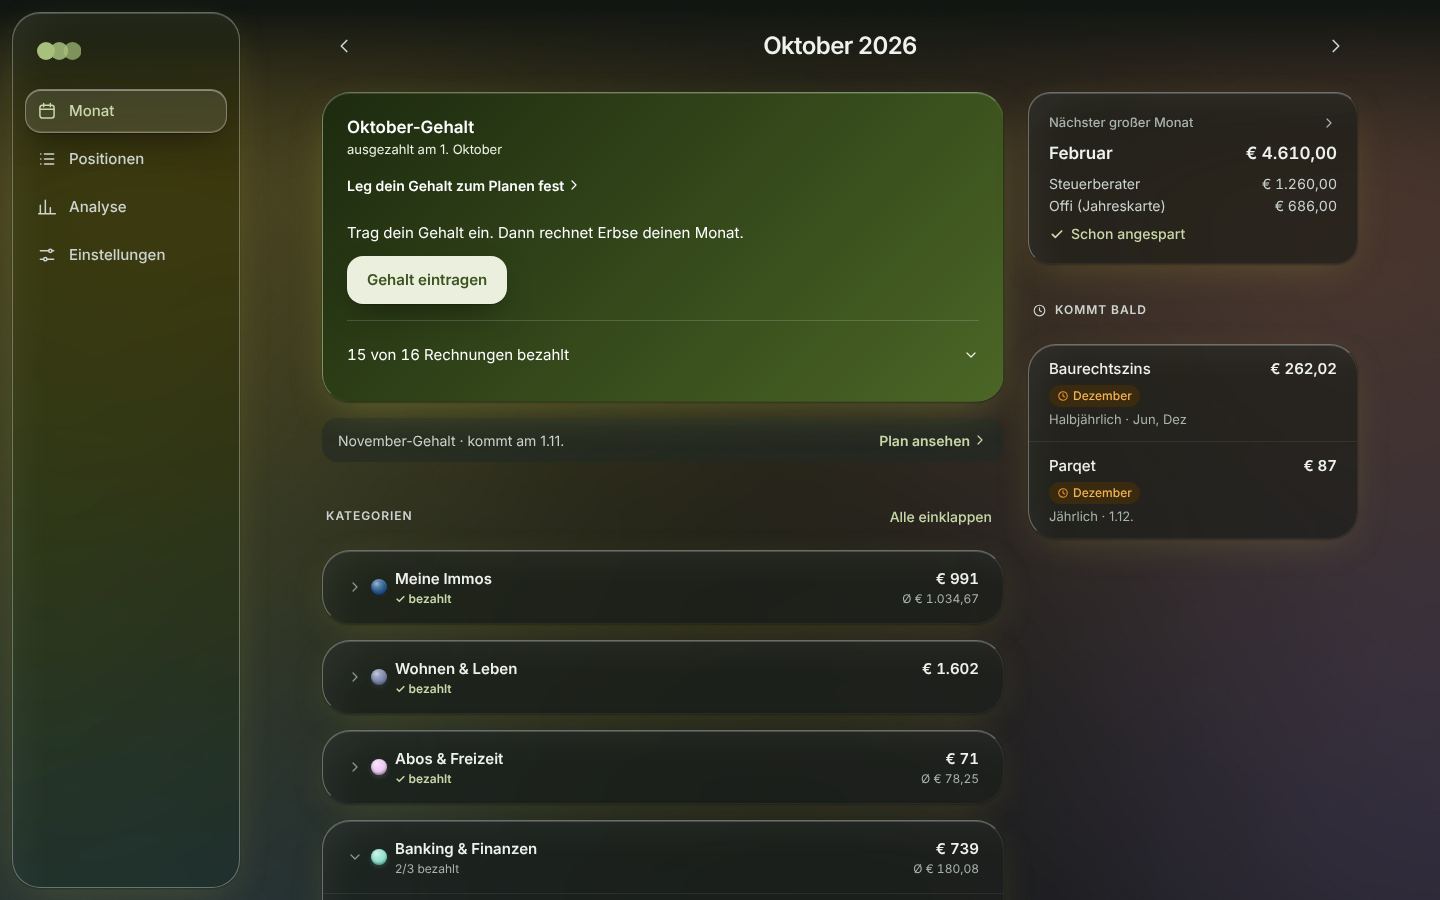 Monat
Positionen
Analyse
Einstellungen
Oktober 2026
Oktober-Gehalt
ausgezahlt am 1. Oktober
Leg dein Gehalt zum Planen fest
Trag dein Gehalt ein. Dann rechnet Erbse deinen Monat.
Gehalt eintragen
15 von 16 Rechnungen bezahlt
November-Gehalt · kommt am 1.11.
Plan ansehen
KATEGORIEN
Alle einklappen
Meine Immos
€ 991
✓ bezahlt
Ø € 1.034,67
Wohnen & Leben
€ 1.602
✓ bezahlt
Abos & Freizeit
€ 71
✓ bezahlt
Ø € 78,25
Banking & Finanzen
€ 739
2/3 bezahlt
Ø € 180,08
Nächster großer Monat
Februar
€ 4.610,00
Steuerberater
€ 1.260,00
Offi (Jahreskarte)
€ 686,00
✓ Schon angespart
KOMMT BALD
Baurechtszins
€ 262,02
Dezember
Halbjährlich · Jun, Dez
Parqet
€ 87
Dezember
Jährlich · 1.12.